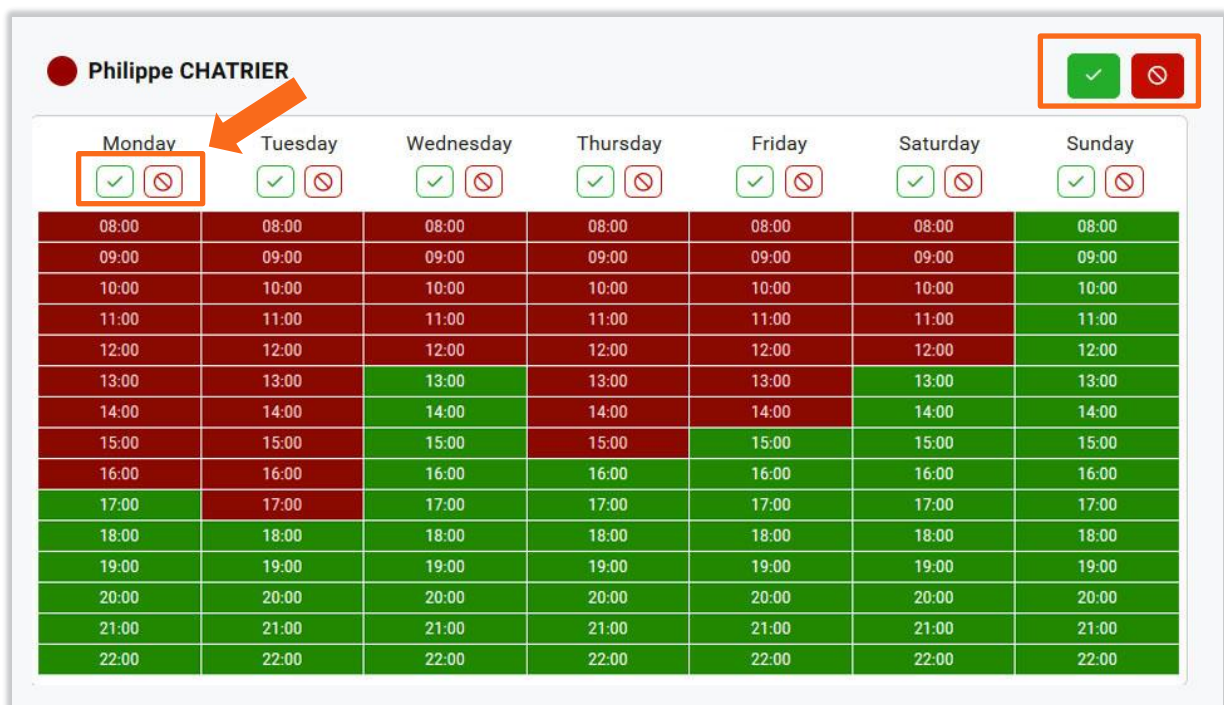 Philippe CHATRIER
Monday Tuesday Wednesday Thursday Friday Saturday Sunday
08:00 08:00 08:00 08:00 08:00 08:00 08:00
09:00 09:00 09:00 09:00 09:00 09:00 09:00
10:00 10:00 10:00 10:00 10:00 10:00 10:00
11:00 11:00 11:00 11:00 11:00 11:00 11:00
12:00 12:00 12:00 12:00 12:00 12:00 12:00
13:00 13:00 13:00 13:00 13:00 13:00 13:00
14:00 14:00 14:00 14:00 14:00 14:00 14:00
15:00 15:00 15:00 15:00 15:00 15:00 15:00
16:00 16:00 16:00 16:00 16:00 16:00 16:00
17:00 17:00 17:00 17:00 17:00 17:00 17:00
18:00 18:00 18:00 18:00 18:00 18:00 18:00
19:00 19:00 19:00 19:00 19:00 19:00 19:00
20:00 20:00 20:00 20:00 20:00 20:00 20:00
21:00 21:00 21:00 21:00 21:00 21:00 21:00
22:00 22:00 22:00 22:00 22:00 22:00 22:00